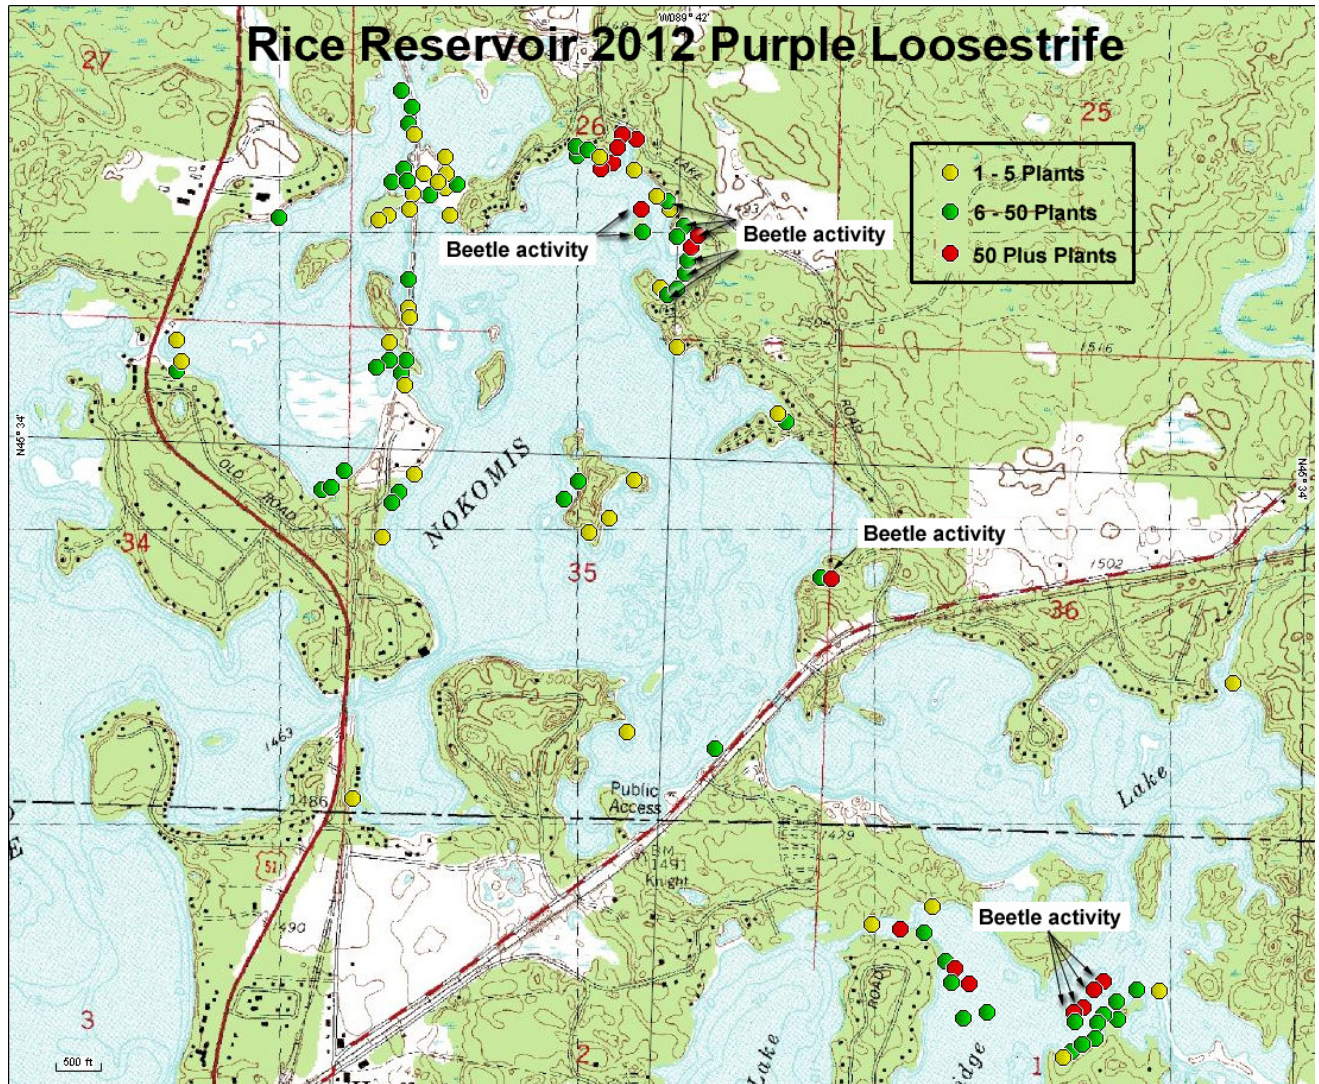 Rice Reservoir 2012 Purple Loosestrife
W089° 42'
27
26
25
1 - 5 Plants
6 - 50 Plants
50 Plus Plants
LAKE
1493
Beetle activity
Beetle activity
1516
ROAD
N45° 34'
N45° 34'
OLD
ROAD
NOKOMIS
34
35
Beetle activity
1502
36
1463
Public
Access
Lake
1486
1429
BM
1491
Knight
51
1490
Beetle activity
ROAD
3
2
1
Lake
500 ft